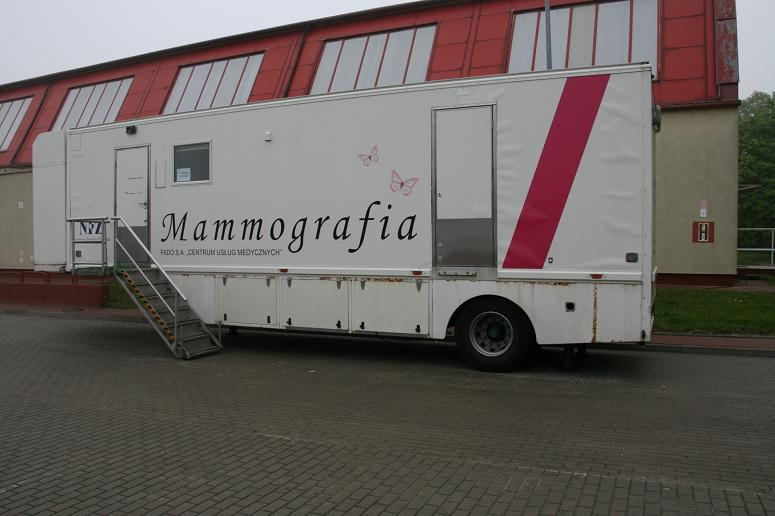 NFZ
Mammografia
FADO S.A. „CENTRUM USŁUG MEDYCZNYCH"
H